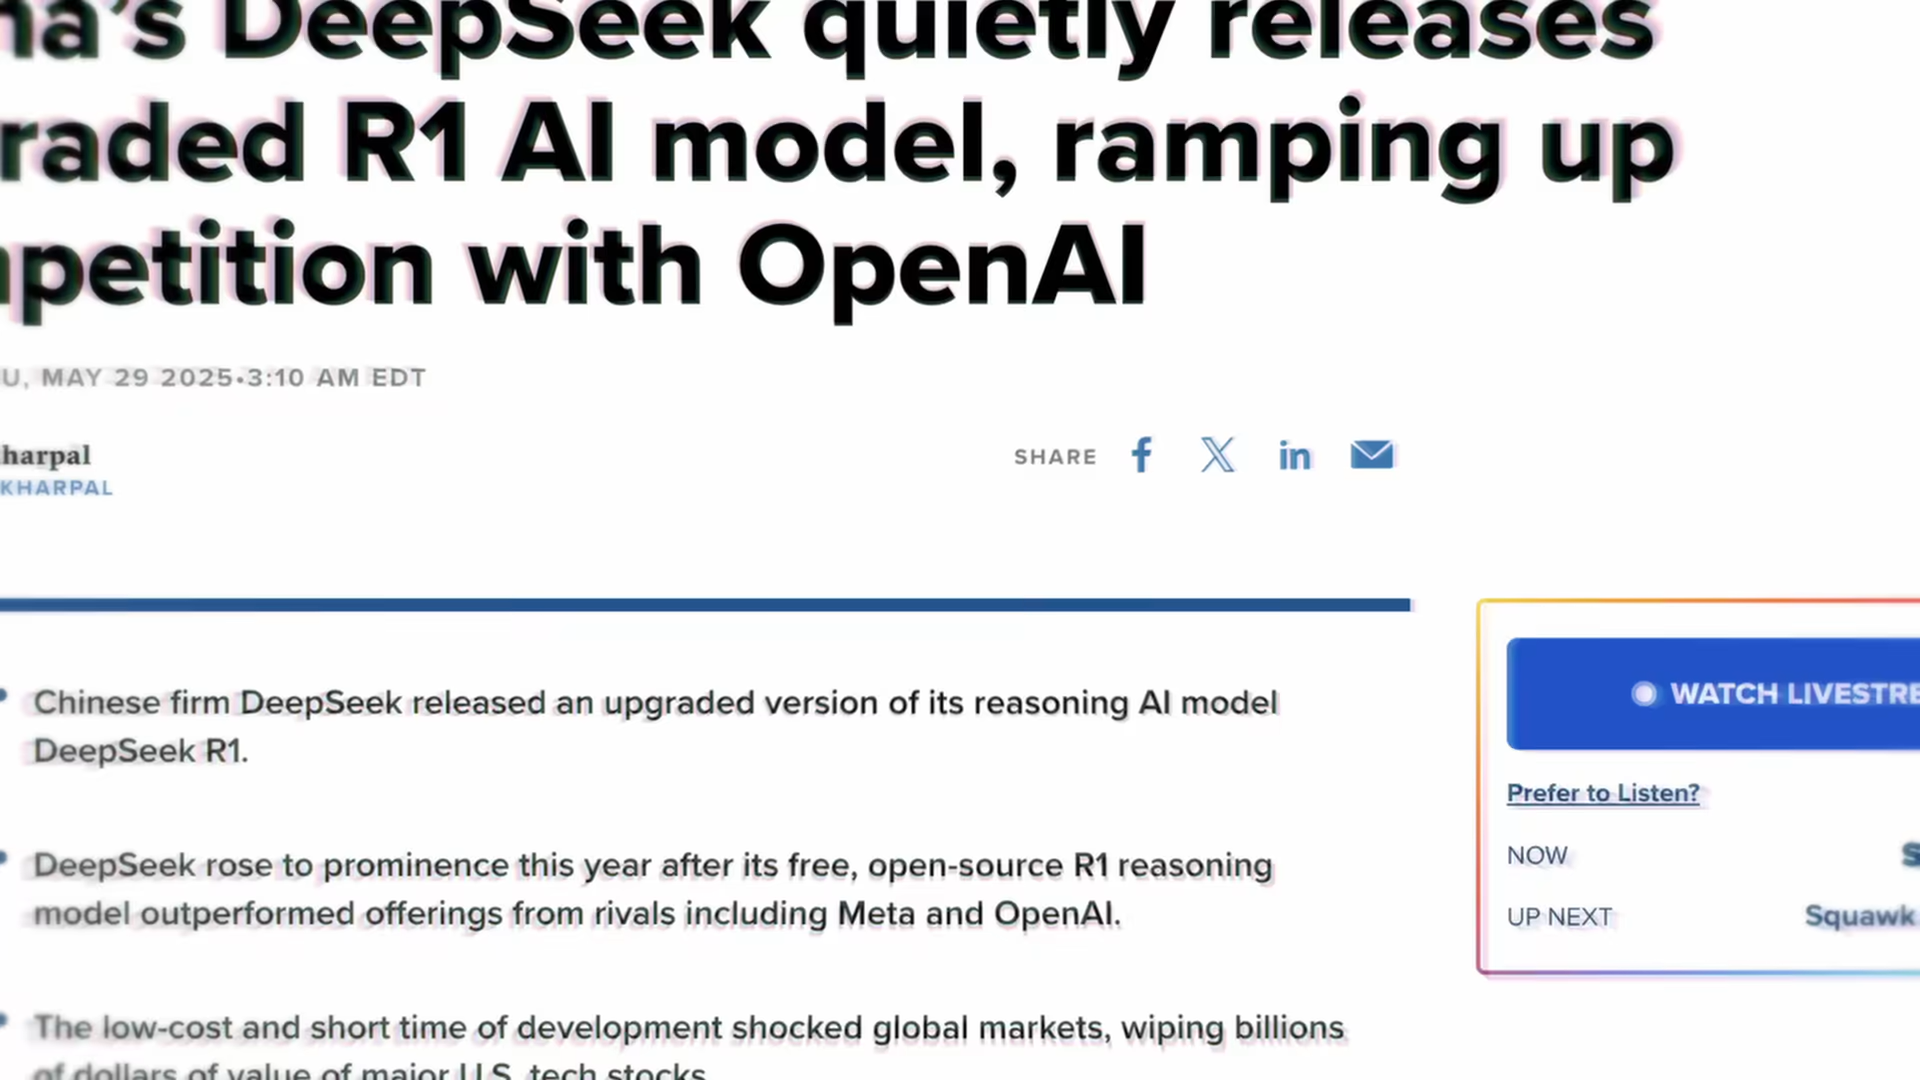 na's DeepSeek quietly releases
raded R1 AI model, ramping up
petition with OpenAI
U, MAY 29 2025•3:10 AM EDT
harpal
KHARPAL
SHARE
Chinese firm DeepSeek released an upgraded version of its reasoning AI model
DeepSeek R1.
DeepSeek rose to prominence this year after its free, open-source R1 reasoning
model outperformed offerings from rivals including Meta and OpenAI.
The low-cost and short time of development shocked global markets, wiping billions
of dollars of value of major U.S. tech stocks.
WATCH LIVESTRE
Prefer to Listen?
NOW
S
UP NEXT
Squawk